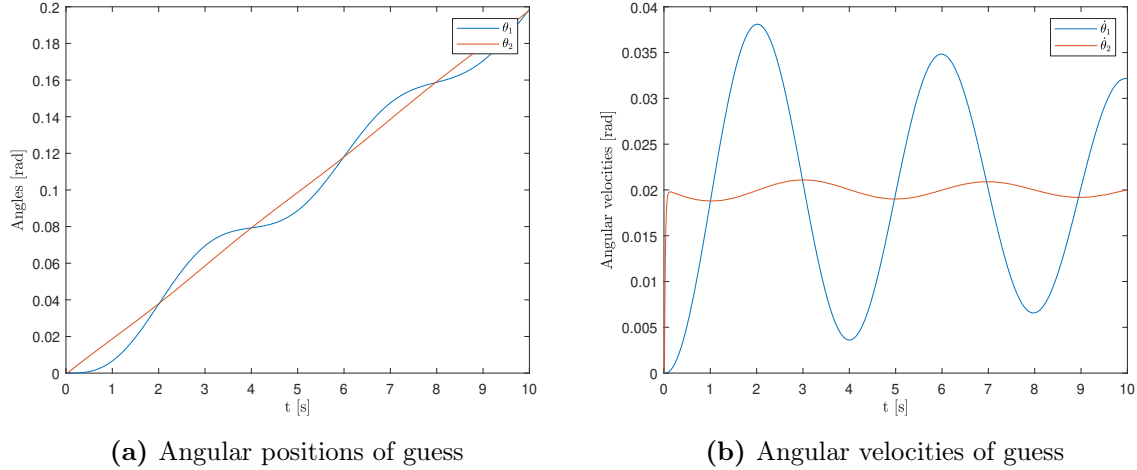 0.2
0.18
0.16
0.14
0.12
0.1
0.08
0.06
0.04
0.02
0
Angles [rad]
0 1 2 3 4 5 6 7 8 9 10
t [s]
θ₁
θ₂
(a) Angular positions of guess
0.04
0.035
0.03
0.025
0.02
0.015
0.01
0.005
0
Angular velocities [rad]
0 1 2 3 4 5 6 7 8 9 10
t [s]
θ̇₁
θ̇₂
(b) Angular velocities of guess